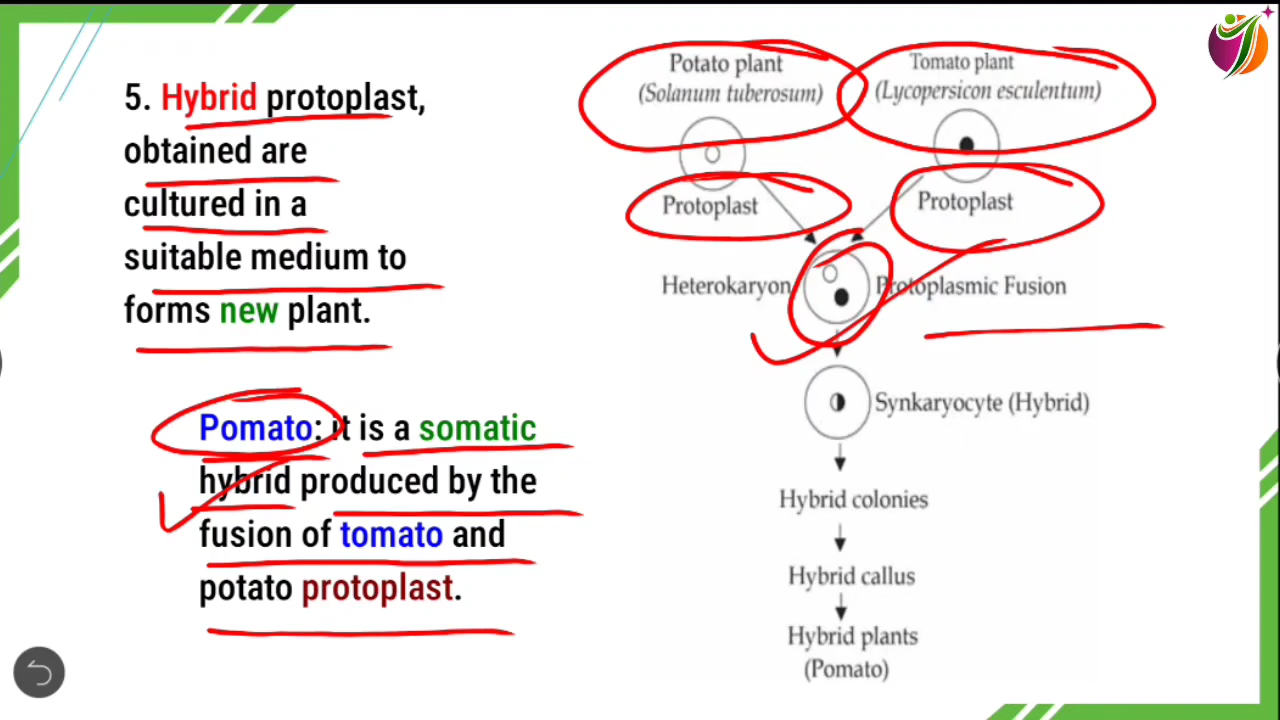 5. Hybrid protoplast,
obtained are
cultured in a
suitable medium to
forms new plant.
Pomato: it is a somatic
hybrid produced by the
fusion of tomato and
potato protoplast.
Potato plant
(Solanum tuberosum)
Tomato plant
(Lycopersicon esculentum)
Protoplast
Protoplast
Heterokaryon
Protoplasmic Fusion
Synkaryocyte (Hybrid)
Hybrid colonies
Hybrid callus
Hybrid plants
(Pomato)